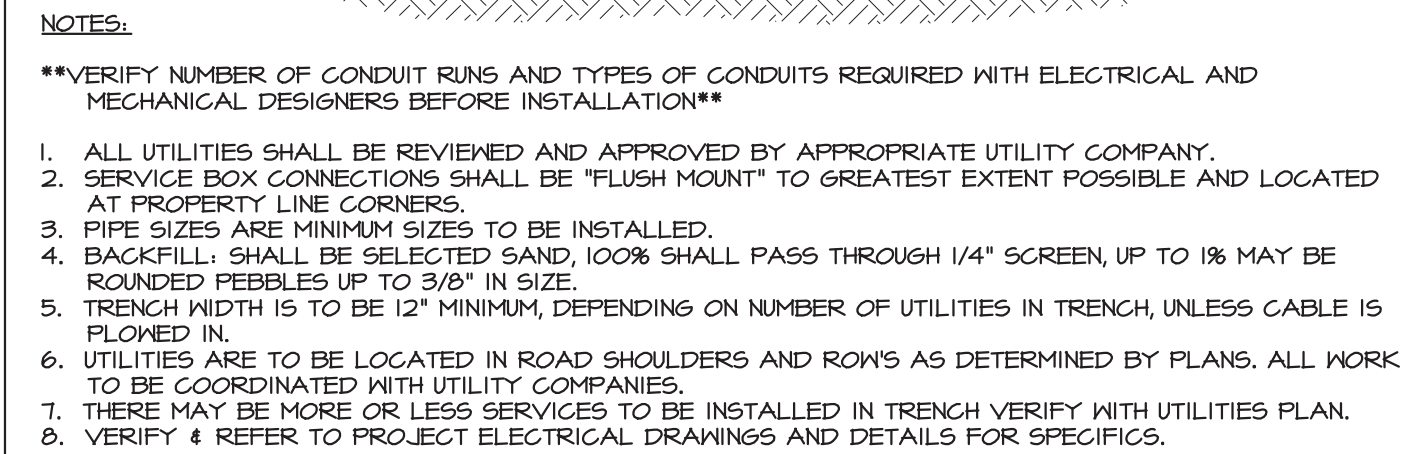 NOTES:
**VERIFY NUMBER OF CONDUIT RUNS AND TYPES OF CONDUITS REQUIRED WITH ELECTRICAL AND
MECHANICAL DESIGNERS BEFORE INSTALLATION**
1. ALL UTILITIES SHALL BE REVIEWED AND APPROVED BY APPROPRIATE UTILITY COMPANY.
2. SERVICE BOX CONNECTIONS SHALL BE "FLUSH MOUNT" TO GREATEST EXTENT POSSIBLE AND LOCATED
AT PROPERTY LINE CORNERS.
3. PIPE SIZES ARE MINIMUM SIZES TO BE INSTALLED.
4. BACKFILL: SHALL BE SELECTED SAND, 100% SHALL PASS THROUGH 1/4" SCREEN, UP TO 1% MAY BE
ROUNDED PEBBLES UP TO 3/8" IN SIZE.
5. TRENCH WIDTH IS TO BE 12" MINIMUM, DEPENDING ON NUMBER OF UTILITIES IN TRENCH, UNLESS CABLE IS
PLOWED IN.
6. UTILITIES ARE TO BE LOCATED IN ROAD SHOULDERS AND ROW'S AS DETERMINED BY PLANS. ALL WORK
TO BE COORDINATED WITH UTILITY COMPANIES.
7. THERE MAY BE MORE OR LESS SERVICES TO BE INSTALLED IN TRENCH VERIFY WITH UTILITIES PLAN.
8. VERIFY & REFER TO PROJECT ELECTRICAL DRAWINGS AND DETAILS FOR SPECIFICS.